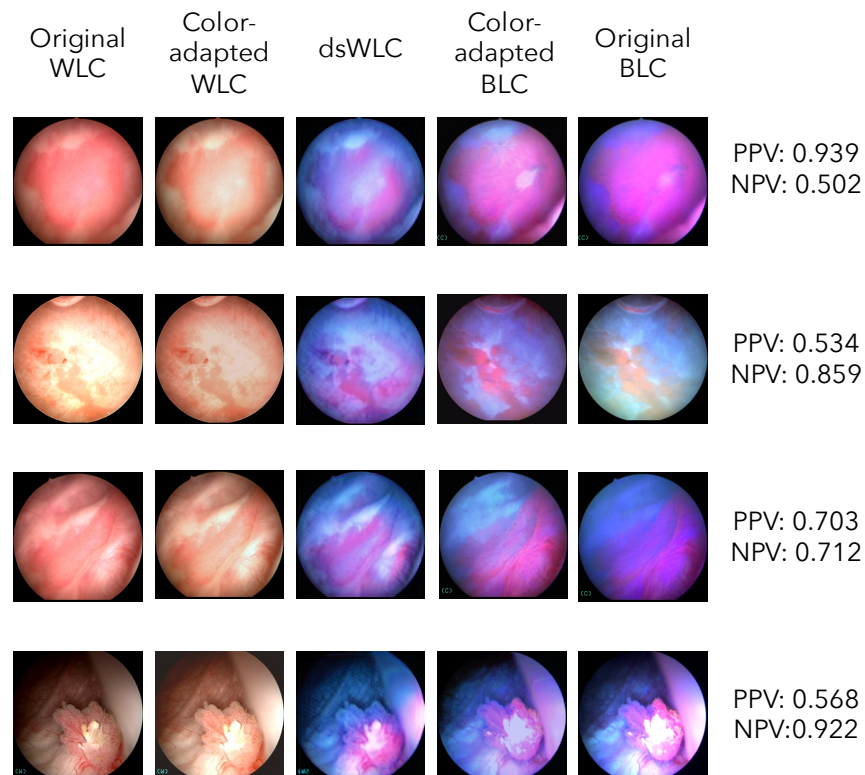 Original
WLC
Color-
adapted
WLC
dsWLC
Color-
adapted
BLC
Original
BLC
PPV: 0.939
NPV: 0.502
(C)
(C)
PPV: 0.534
NPV: 0.859
PPV: 0.703
NPV: 0.712
(C)
(C)
PPV: 0.568
NPV:0.922
(W)
(W)
(C)
(C)